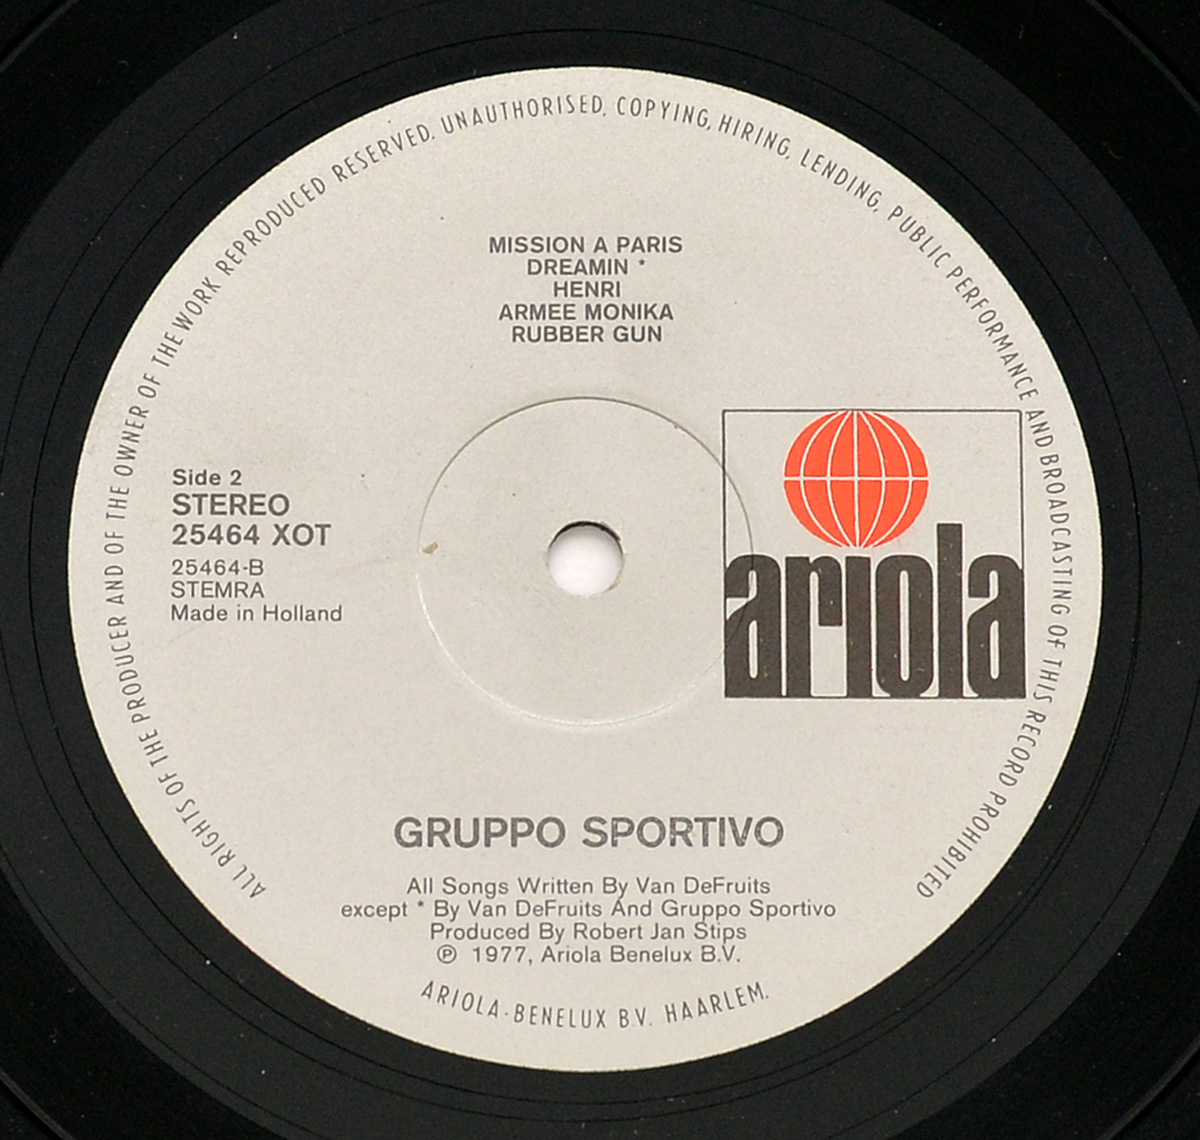 ALL RIGHTS OF THE PRODUCER AND OF THE OWNER OF THE WORK REPRODUCED RESERVED. UNAUTHORISED, COPYING, HIRING, LENDING, PUBLIC PERFORMANCE AND BROADCASTING OF THIS RECORD PROHIBITED
MISSION A PARIS
DREAMIN *
HENRI
ARMEE MONIKA
RUBBER GUN
Side 2
STEREO
25464 XOT
25464-B
STEMRA
Made in Holland
ariola
GRUPPO SPORTIVO
All Songs Written By Van DeFruits
except * By Van DeFruits And Gruppo Sportivo
Produced By Robert Jan Stips
℗ 1977, Ariola Benelux B.V.
ARIOLA-BENELUX B.V. HAARLEM.